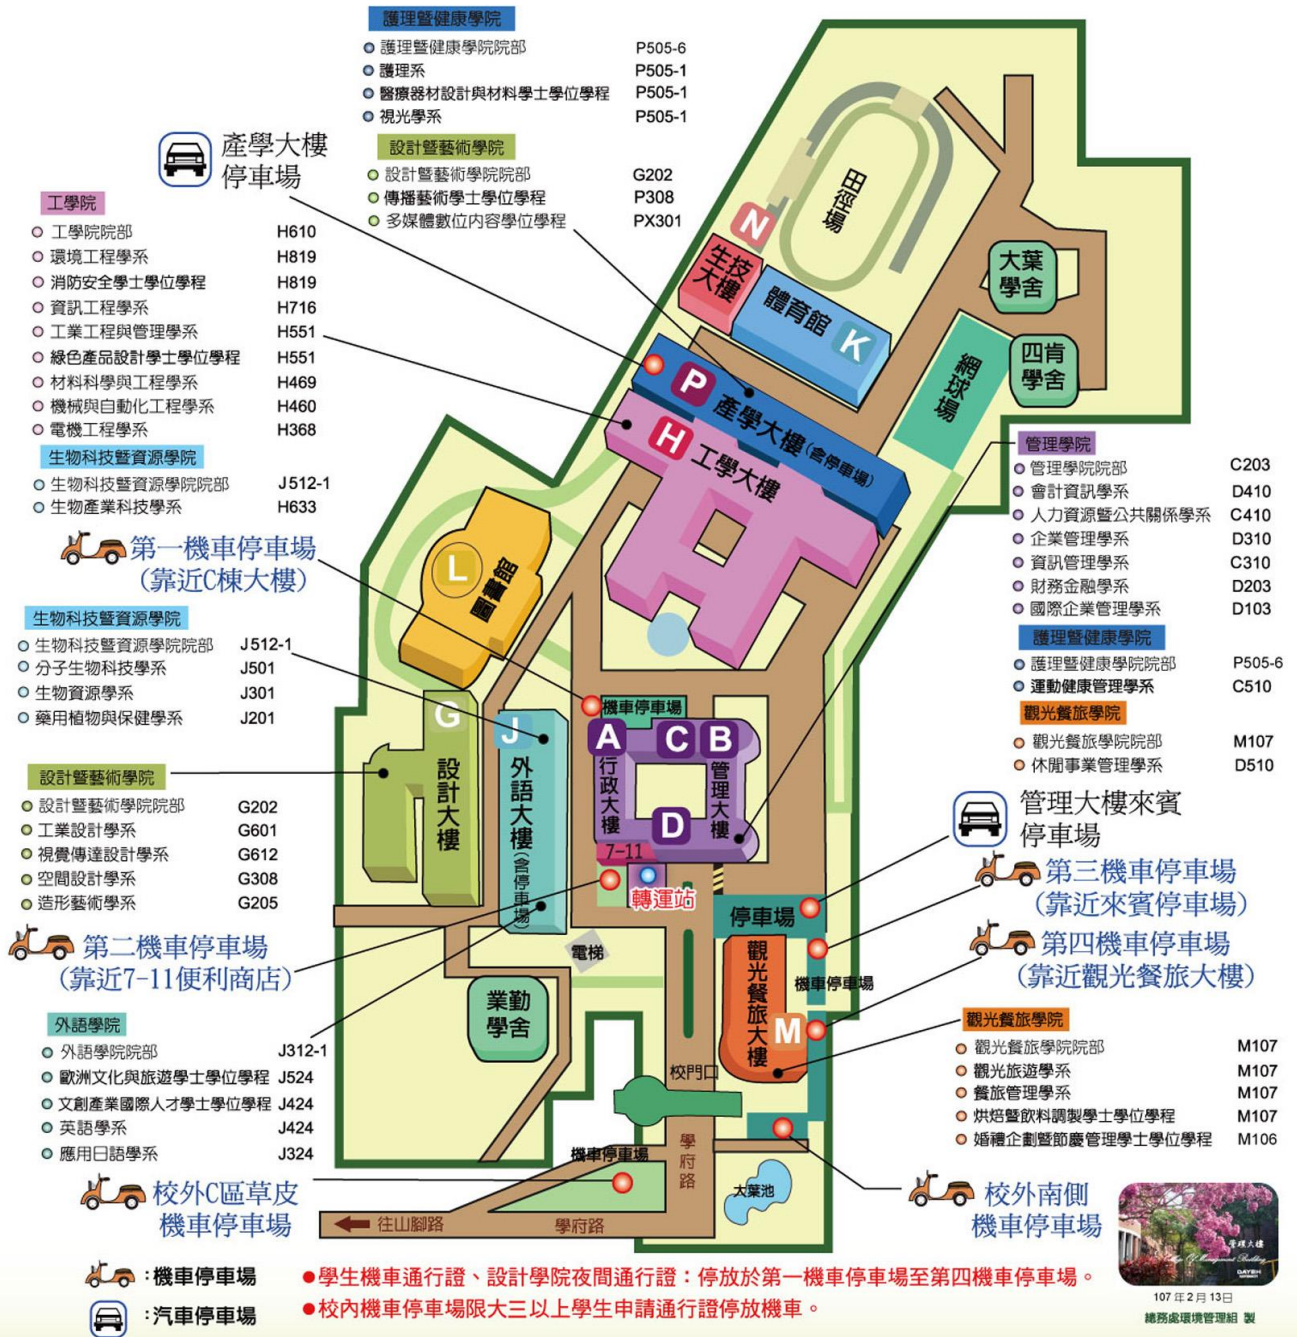 護理暨健康學院
護理暨健康學院院部 P505-6
護理系 P505-1
醫療器材設計與材料學士學位學程 P505-1
視光學系 P505-1
設計暨藝術學院
設計暨藝術學院院部 G202
傳播藝術學士學位學程 P308
多媒體數位內容學位學程 PX301
產學大樓
停車場
工學院
工學院院部 H610
環境工程學系 H819
消防安全學士學位學程 H819
資訊工程學系 H716
工業工程與管理學系 H551
綠色產品設計學士學位學程 H551
材料科學與工程學系 H469
機械與自動化工程學系 H460
電機工程學系 H368
生物科技暨資源學院
生物科技暨資源學院院部 J512-1
生物產業科技學系 H633
第一機車停車場
(靠近C棟大樓)
生物科技暨資源學院
生物科技暨資源學院院部 J512-1
分子生物科技學系 J501
生物資源學系 J301
藥用植物與保健學系 J201
設計暨藝術學院
設計暨藝術學院院部 G202
工業設計學系 G601
視覺傳達設計學系 G612
空間設計學系 G308
造形藝術學系 G205
第二機車停車場
(靠近7-11便利商店)
外語學院
外語學院院部 J312-1
歐洲文化與旅遊學士學位學程 J524
文創產業國際人才學士學位學程 J424
英語學系 J424
應用日語學系 J324
校外C區草皮
機車停車場
田徑場
N
生技
大樓
體育館
K
大葉
學舍
四肯
學舍
網球場
P
產學大樓(含停車場)
H
工學大樓
L
圖書館
G
設計大樓
J
外語大樓(含停車場)
機車停車場
A
行政大樓
C
B
管理大樓
D
7-11
轉運站
停車場
電梯
業勤
學舍
觀光餐旅大樓
M
機車停車場
校門口
機車停車場
學府路
大葉池
往山腳路
學府路
管理學院
管理學院院部 C203
會計資訊學系 D410
人力資源暨公共關係學系 C410
企業管理學系 D310
資訊管理學系 C310
財務金融學系 D203
國際企業管理學系 D103
護理暨健康學院
護理暨健康學院院部 P505-6
運動健康管理學系 C510
觀光餐旅學院
觀光餐旅學院院部 M107
休閒事業管理學系 D510
管理大樓來賓
停車場
第三機車停車場
(靠近來賓停車場)
第四機車停車場
(靠近觀光餐旅大樓)
觀光餐旅學院
觀光餐旅學院院部 M107
觀光旅遊學系 M107
餐旅管理學系 M107
烘焙暨飲料調製學士學位學程 M107
婚禮企劃暨節慶管理學士學位學程 M106
校外南側
機車停車場
:機車停車場
:汽車停車場
●學生機車通行證、設計學院夜間通行證:停放於第一機車停車場至第四機車停車場。
●校內機車停車場限大三以上學生申請通行證停放機車。
管理大樓
Of Management Building
DAYEH
107年2月13日
總務處環境管理組 製